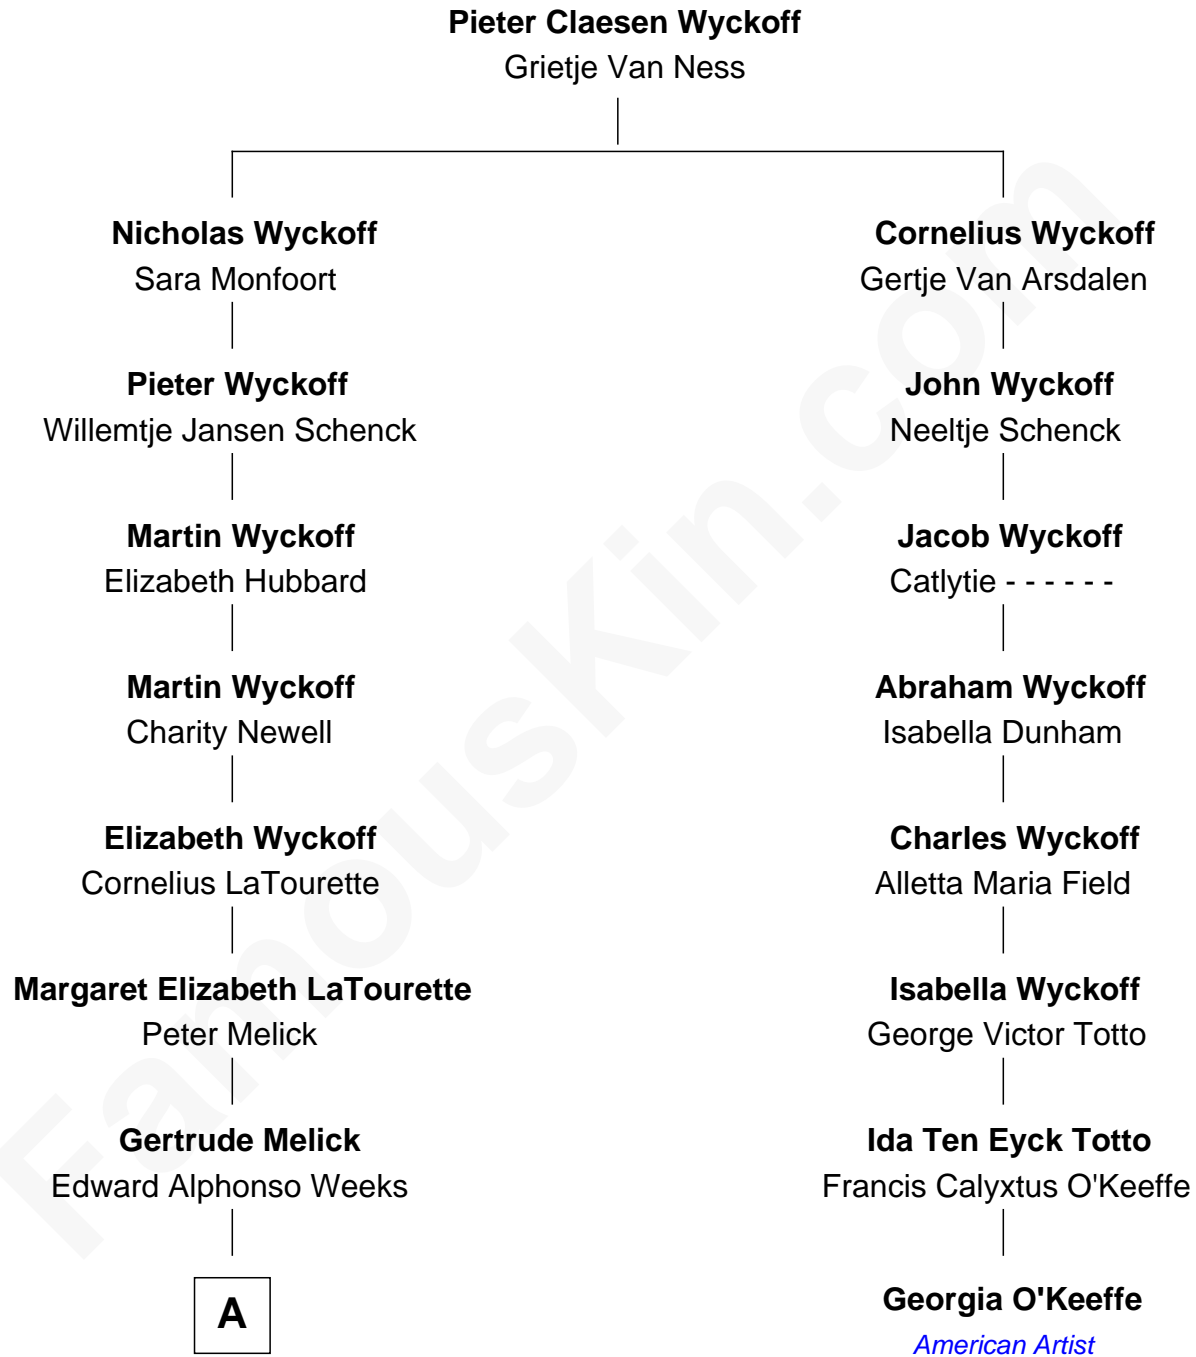 Pieter Claesen Wyckoff
Grietje Van Ness
Nicholas Wyckoff
Sara Monfoort
Pieter Wyckoff
Willemtje Jansen Schenck
Martin Wyckoff
Elizabeth Hubbard
Martin Wyckoff
Charity Newell
Elizabeth Wyckoff
Cornelius LaTourette
Margaret Elizabeth LaTourette
Peter Melick
Gertrude Melick
Edward Alphonso Weeks
A
Cornelius Wyckoff
Gertje Van Arsdalen
John Wyckoff
Neeltje Schenck
Jacob Wyckoff
Catlytie - - - - - -
Abraham Wyckoff
Isabella Dunham
Charles Wyckoff
Alletta Maria Field
Isabella Wyckoff
George Victor Totto
Ida Ten Eyck Totto
Francis Calyxtus O'Keeffe
Georgia O'Keeffe
American Artist
FamousKin.com